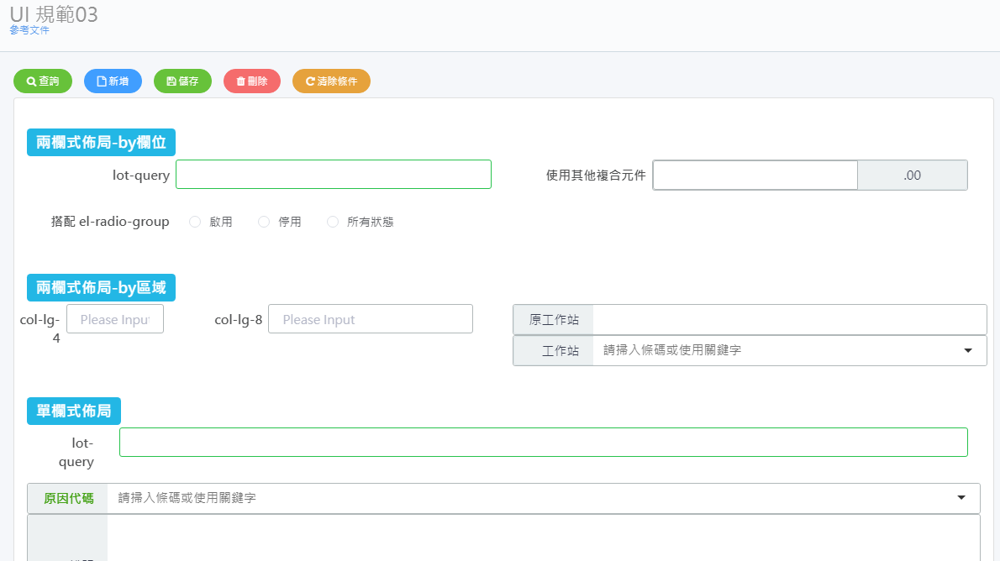 UI 規範03
參考文件
查詢 新增 儲存 刪除 清除條件
兩欄式佈局-by欄位
lot-query 使用其他複合元件 .00
搭配 el-radio-group 啟用 停用 所有狀態
兩欄式佈局-by區域
col-lg-4 Please Input col-lg-8 Please Input 原工作站
工作站 請掃入條碼或使用關鍵字
單欄式佈局
lot-
query
原因代碼 請掃入條碼或使用關鍵字